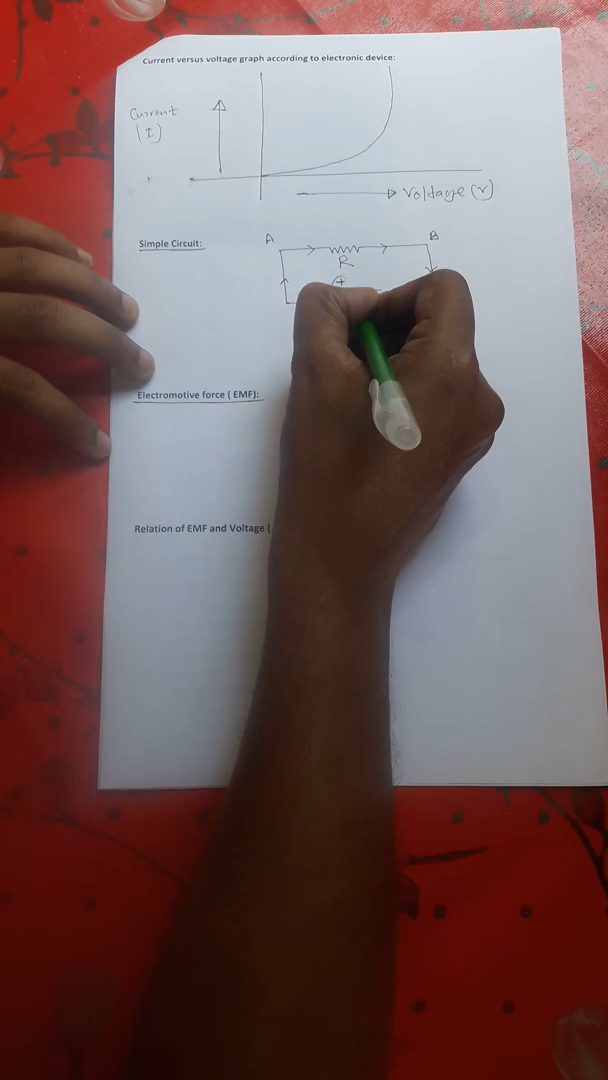 Current versus voltage graph according to electronic device:
Current
(I)
Voltage (V)
Simple Circuit:
A
B
R
+
Electromotive force ( EMF):
Relation of EMF and Voltage (